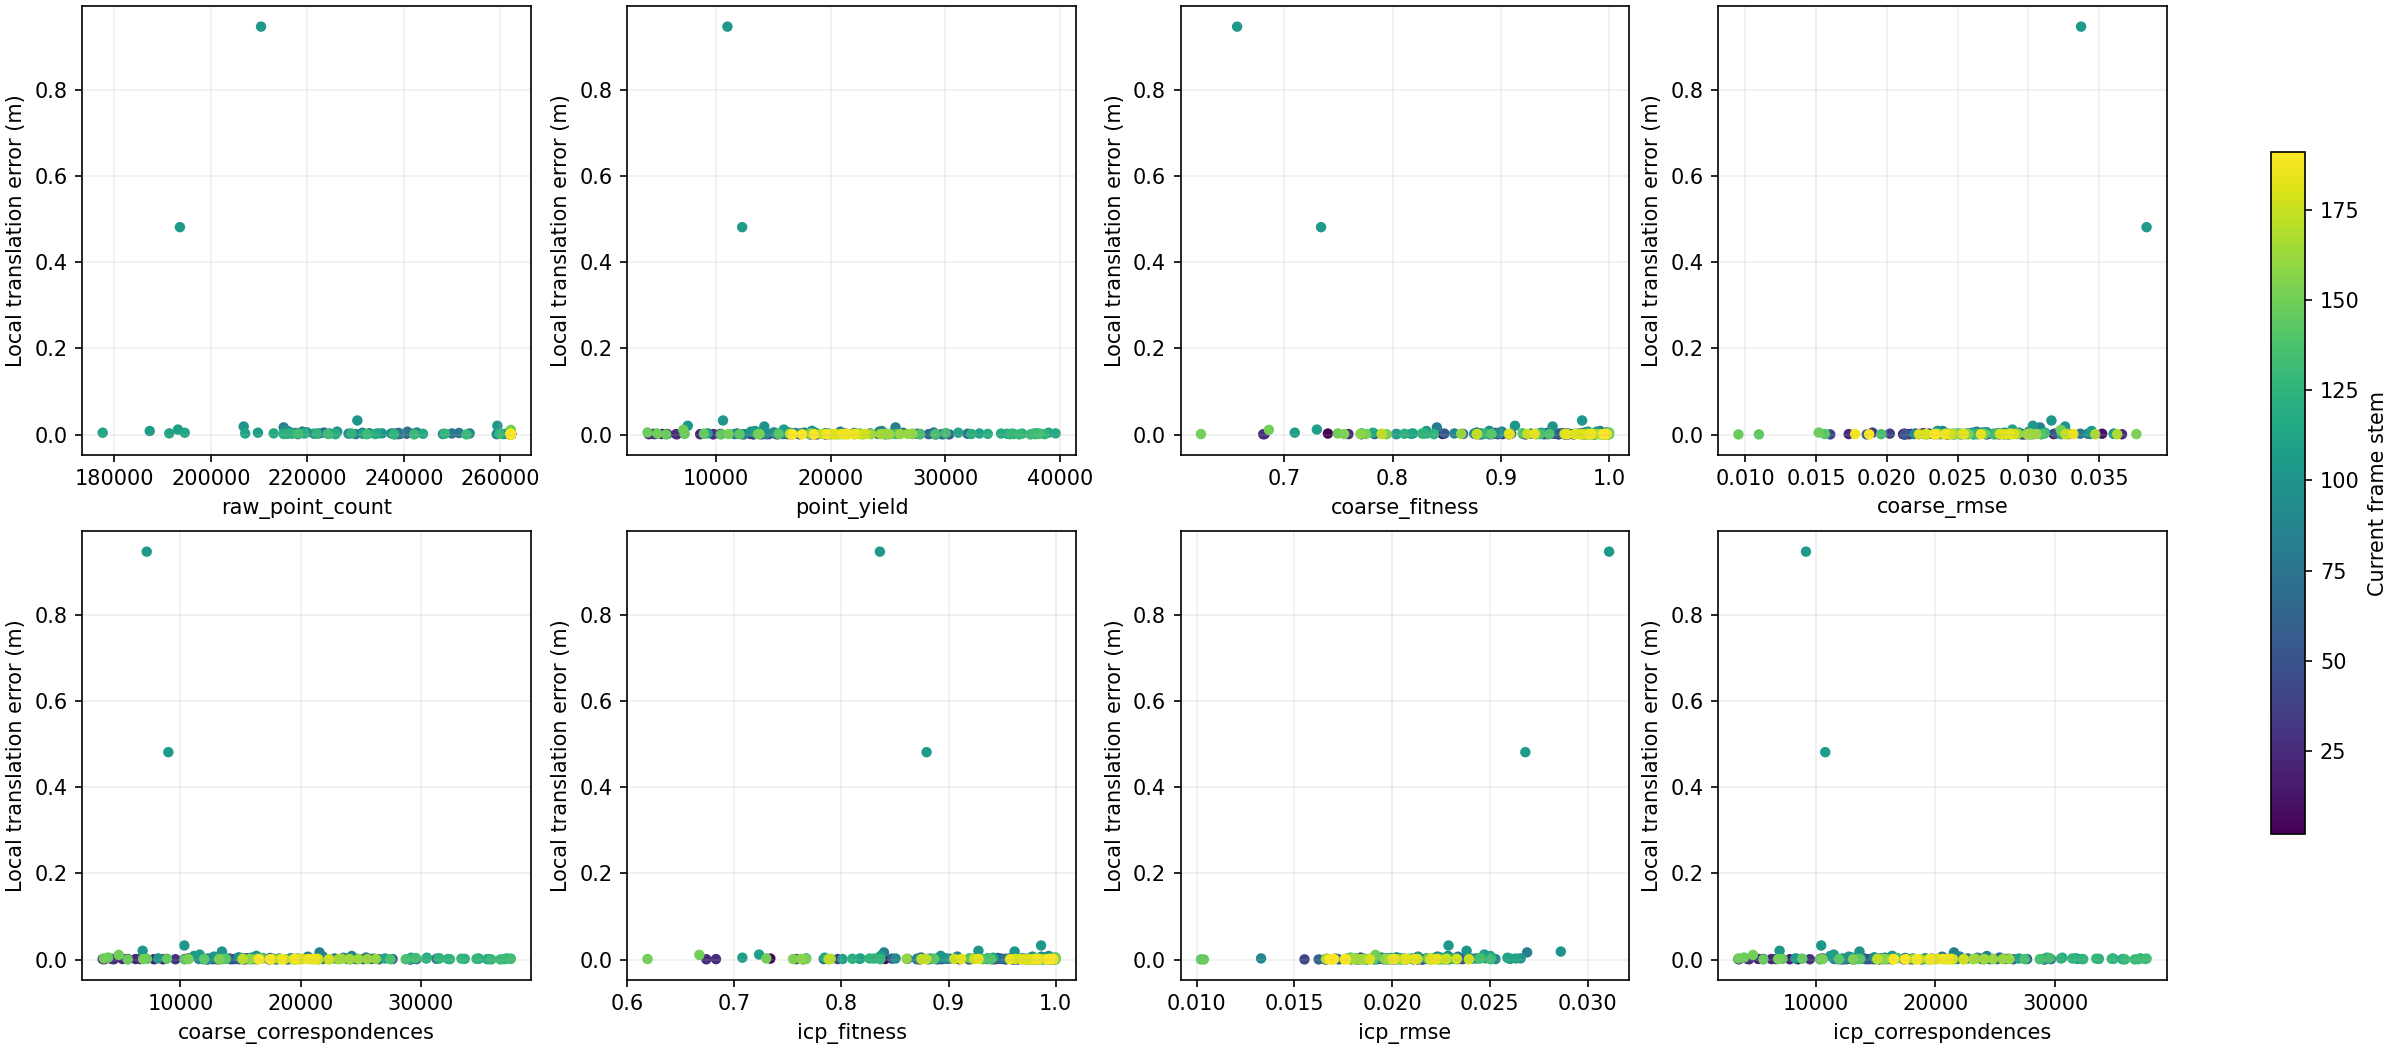 Local translation error (m)
0.8
0.6
0.4
0.2
0.0
180000 200000 220000 240000 260000
raw_point_count
Local translation error (m)
0.8
0.6
0.4
0.2
0.0
10000 20000 30000 40000
point_yield
Local translation error (m)
0.8
0.6
0.4
0.2
0.0
0.7 0.8 0.9 1.0
coarse_fitness
Local translation error (m)
0.8
0.6
0.4
0.2
0.0
0.010 0.015 0.020 0.025 0.030 0.035
coarse_rmse
Local translation error (m)
0.8
0.6
0.4
0.2
0.0
10000 20000 30000
coarse_correspondences
Local translation error (m)
0.8
0.6
0.4
0.2
0.0
0.6 0.7 0.8 0.9 1.0
icp_fitness
Local translation error (m)
0.8
0.6
0.4
0.2
0.0
0.010 0.015 0.020 0.025 0.030
icp_rmse
Local translation error (m)
0.8
0.6
0.4
0.2
0.0
10000 20000 30000
icp_correspondences
175
150
125
100
75
50
25
Current frame stem